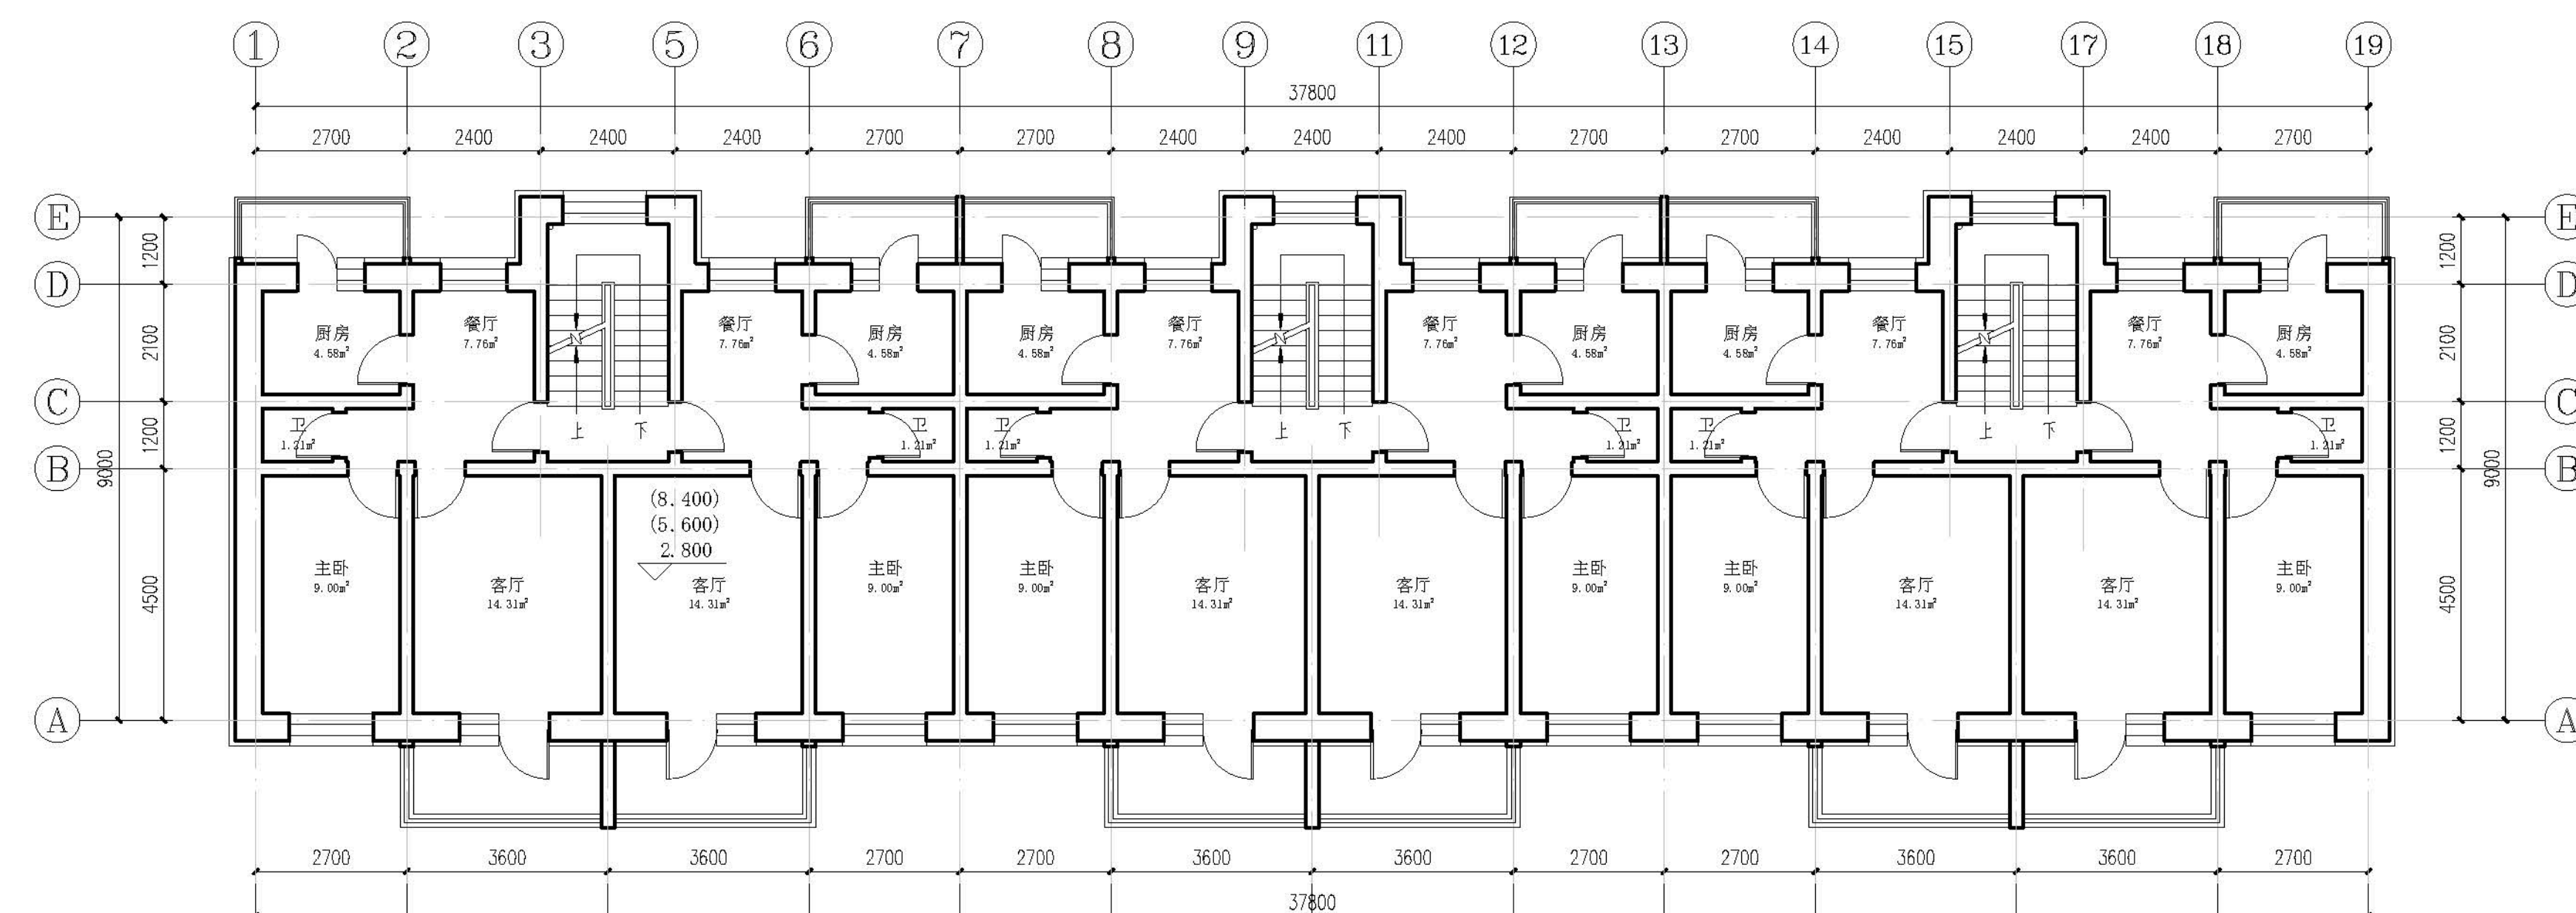 1 2 3 5 6 7 8 9 11 12 13 14 15 17 18 19
37800
2700 2400 2400 2400 2700 2700 2400 2400 2400 2700 2700 2400 2400 2400 2700
E E
1200 1200
D D
厨房 餐厅 餐厅 厨房 厨房 餐厅 餐厅 厨房 厨房 餐厅 餐厅 厨房
4.58m² 7.76m² 7.76m² 4.58m² 4.58m² 7.76m² 7.76m² 4.58m² 4.58m² 7.76m² 7.76m² 4.58m²
2100 2100
C C
卫 上 下 卫 卫 上 下 卫 卫 上 下 卫
1.21m² 1.21m² 1.21m² 1.21m² 1.21m² 1.21m²
1200 1200
B B
9000 9000
(8.400)
(5.600)
2.800
主卧 客厅 客厅 主卧 主卧 客厅 客厅 主卧 主卧 客厅 客厅 主卧
9.00m² 14.31m² 14.31m² 9.00m² 9.00m² 14.31m² 14.31m² 9.00m² 9.00m² 14.31m² 14.31m² 9.00m²
4500 4500
A A
2700 3600 3600 2700 2700 3600 3600 2700 2700 3600 3600 2700
37800